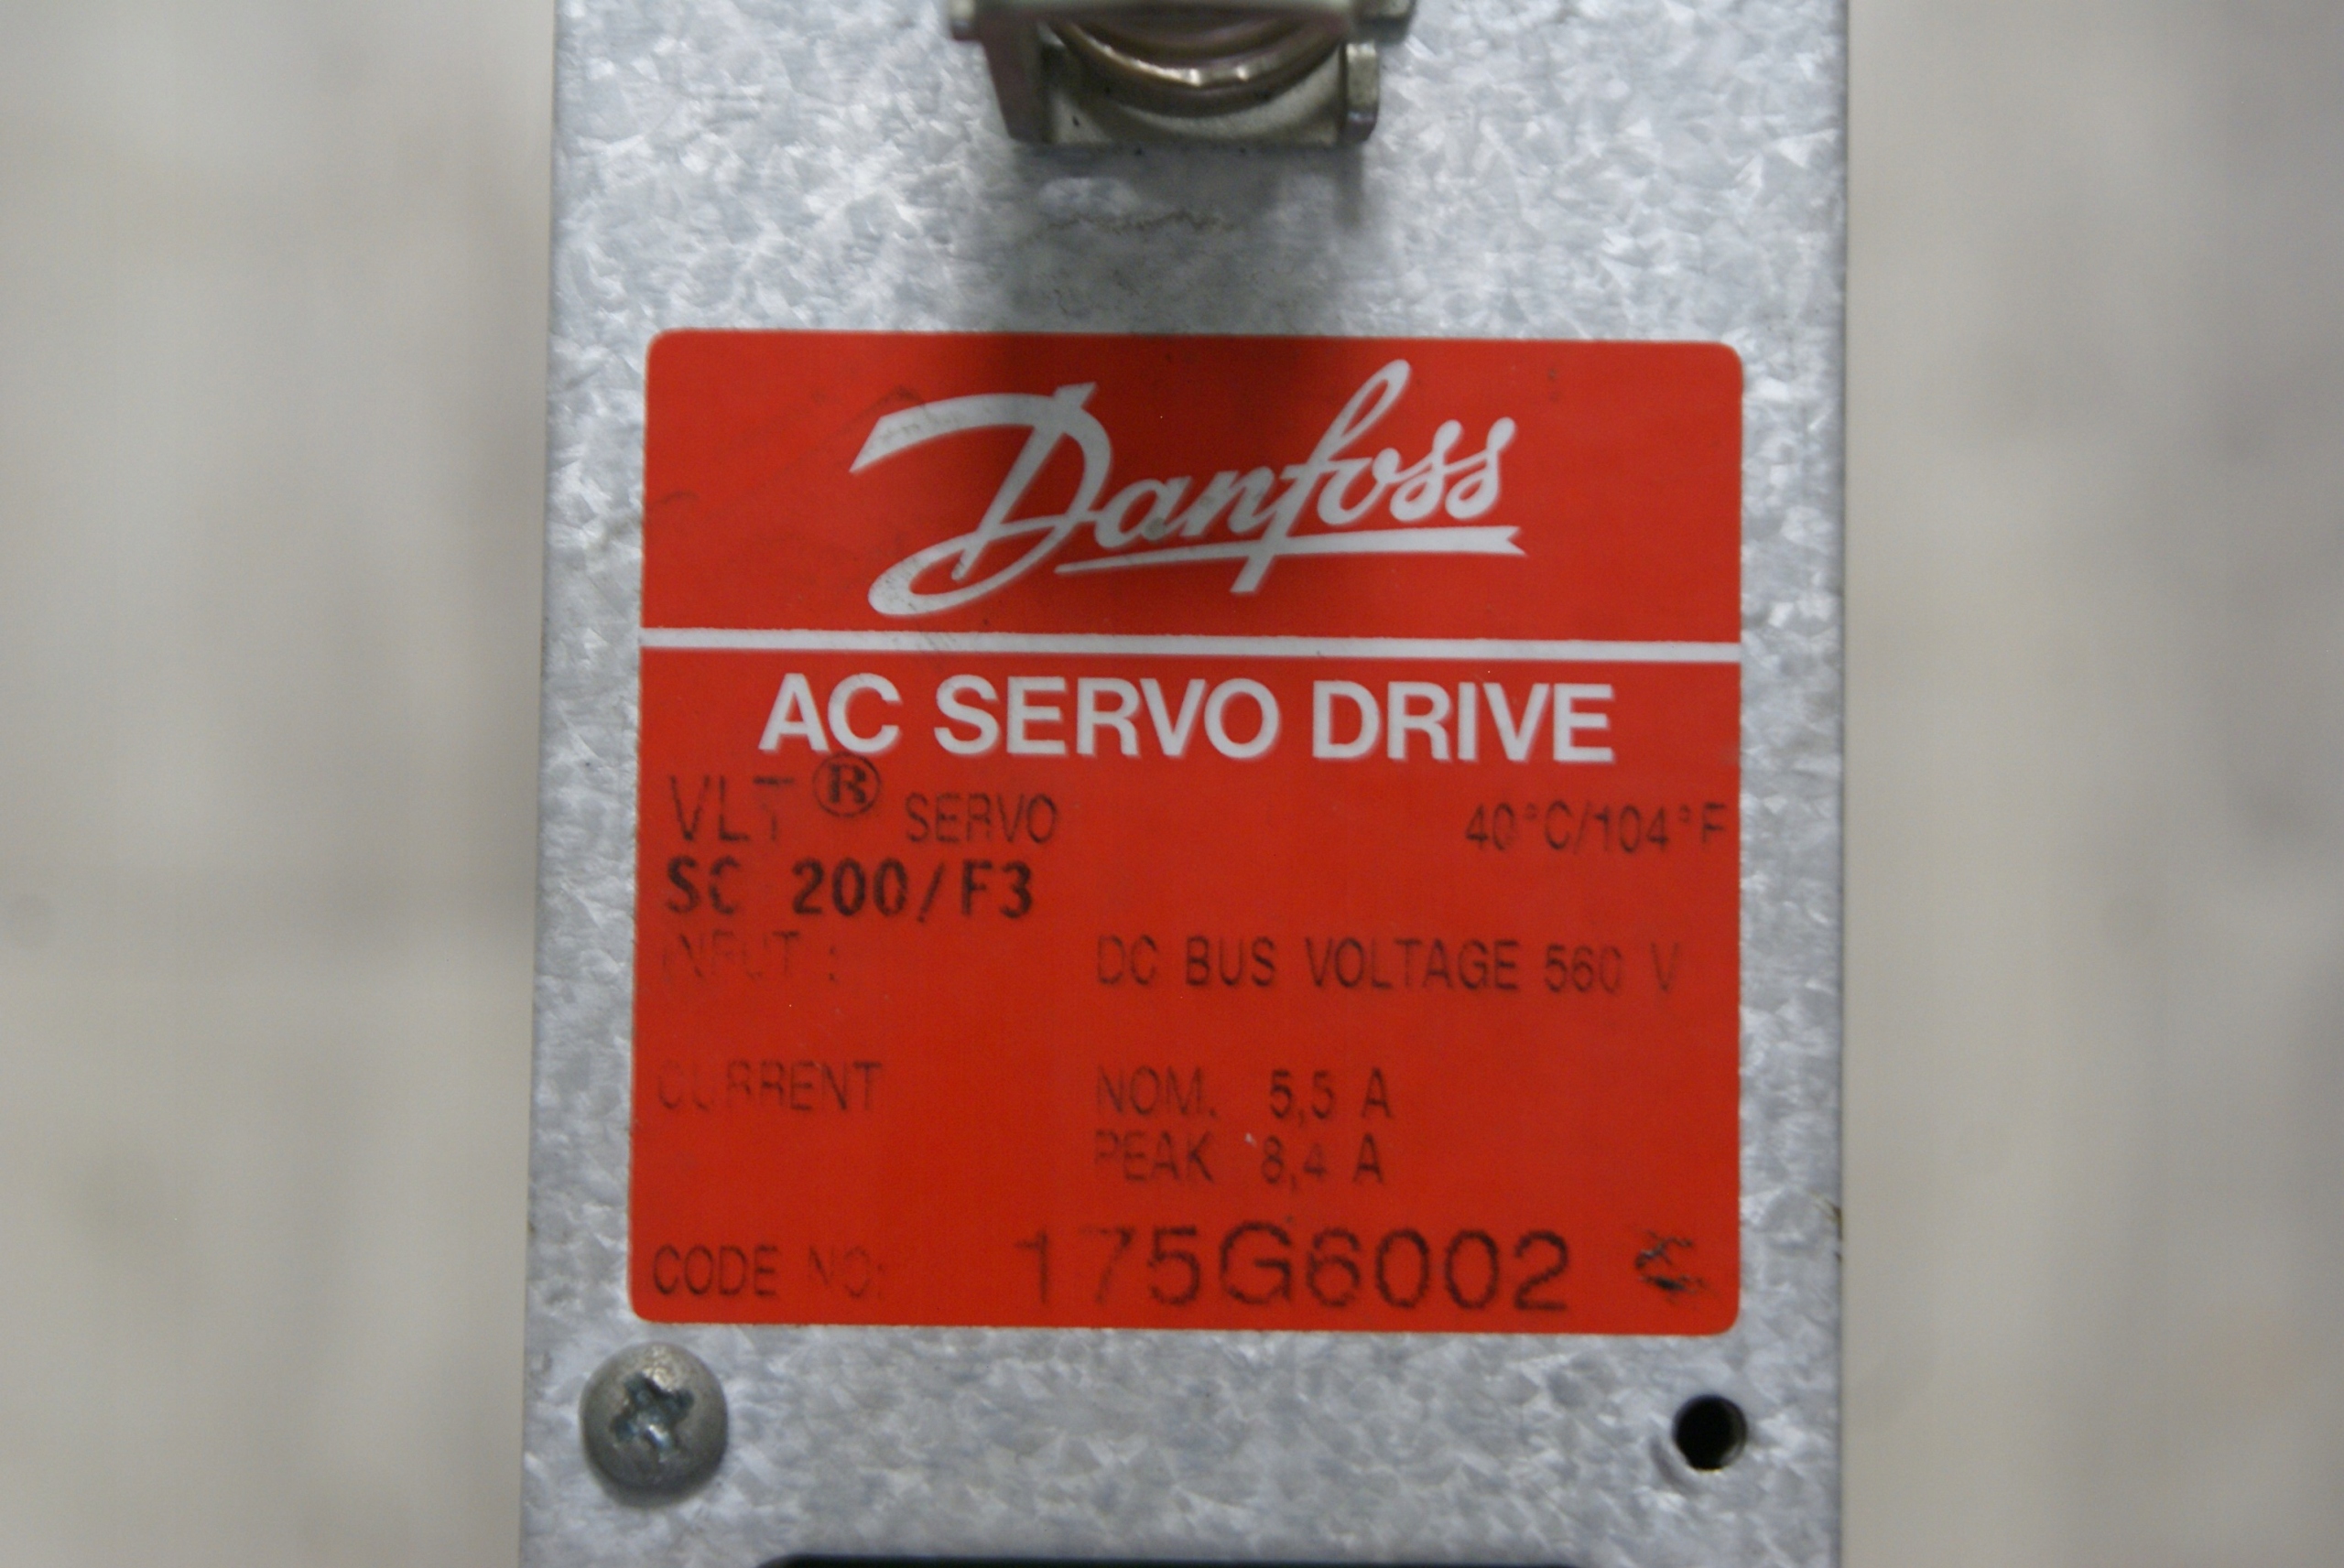 Danfoss
AC SERVO DRIVE
VLT® SERVO 40°C/104°F
SC 200/F3
INPUT: DC BUS VOLTAGE 560 V
CURRENT NOM. 5,5 A
PEAK 8,4 A
CODE NO: 175G6002